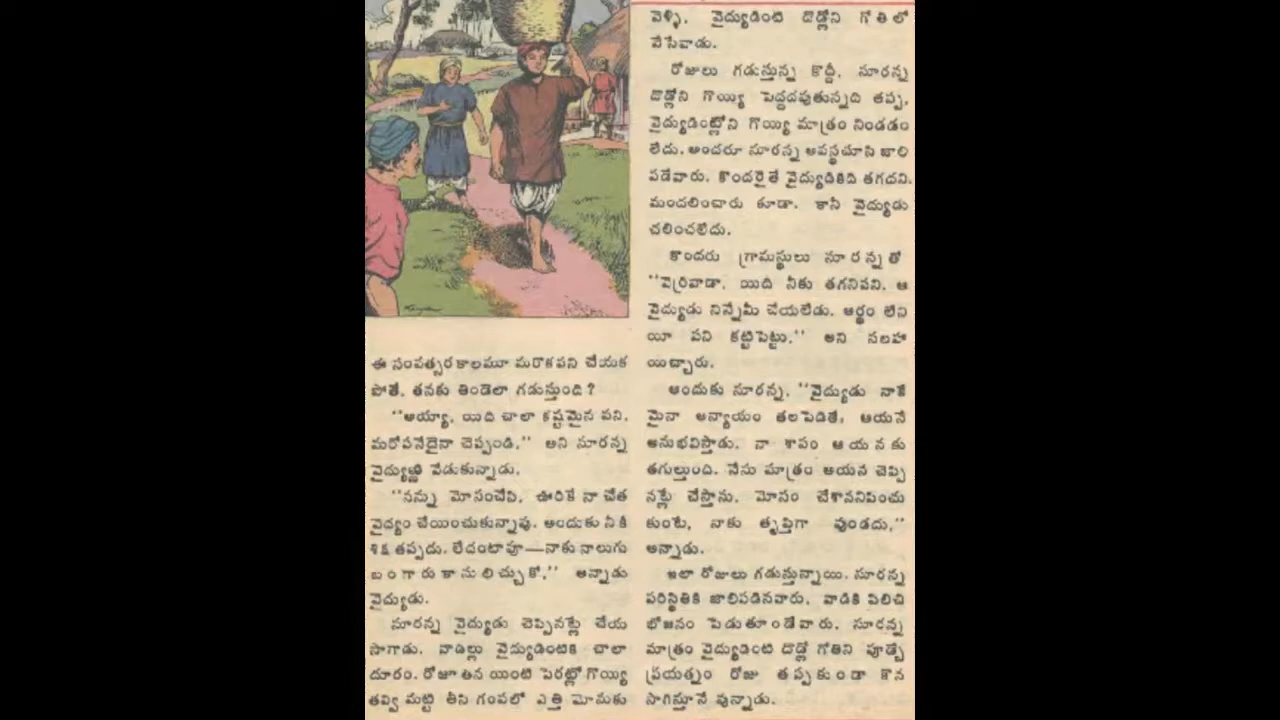 ఈ సంవత్సరకాలమూ మరొకపని చేయక
పోతే, తనకు తిండెలా గడుస్తుంది?
"అయ్యా, యిది చాలా కష్టమైన పని.
మరోపనేదైనా చెప్పండి," అని సూరన్న
వైద్యుణ్ణి వేడుకున్నాడు.
"నన్ను మోసంచేసి, ఊరికే నా చేత
వైద్యం చేయించుకున్నావు. అందుకు నీకీ
శిక్ష తప్పదు. లేదంటావూ—నాకు నాలుగు
బంగారు కాసులిచ్చుకో," అన్నాడు
వైద్యుడు.
సూరన్న వైద్యుడు చెప్పినట్లే చేయ
సాగాడు. వాడిల్లు వైద్యుడింటికి చాలా
దూరం. రోజూ తన యింటి పెరట్లో గొయ్యి
తవ్వి మట్టి తీసి గంపలో ఎత్తి మోసుకు
వెళ్ళి, వైద్యుడింటి దొడ్లోని గోతిలో
వేసేవాడు.
రోజులు గడుస్తున్న కొద్దీ, సూరన్న
దొడ్లోని గొయ్యి పెద్దదవుతున్నది తప్ప,
వైద్యుడింట్లోని గొయ్యి మాత్రం నిండడం
లేదు. అందరూ సూరన్న అవస్థచూసి జాలి
పడేవారు. కొందరైతే వైద్యుడికిది తగదని,
మందలించారు కూడా. కానీ వైద్యుడు
చలించలేదు.
కొందరు గ్రామస్థులు సూరన్నతో
"వెర్రివాడా, యిది నీకు తగనిపని. ఆ
వైద్యుడు నిన్నేమీ చేయలేడు. అర్థం లేని
యీ పని కట్టిపెట్టు," అని సలహా
యిచ్చారు.
అందుకు సూరన్న, "వైద్యుడు నాకే
మైనా అన్యాయం తలపెడితే, ఆయనే
అనుభవిస్తాడు. నా శాపం ఆయనకు
తగుల్తుంది. నేను మాత్రం ఆయన చెప్పి
నట్లే చేస్తాను. మోసం చేశాననిపించు
కుంటే, నాకు తృప్తిగా వుండదు,"
అన్నాడు.
ఇలా రోజులు గడుస్తున్నాయి. సూరన్న
పరిస్థితికి జాలిపడినవారు, వాడికి పిలిచి
భోజనం పెడుతూండేవారు. సూరన్న
మాత్రం వైద్యుడింటి దొడ్లో గోతిని పూడ్చే
ప్రయత్నం రోజు తప్పకుండా కొన
సాగిస్తూనే వున్నాడు.